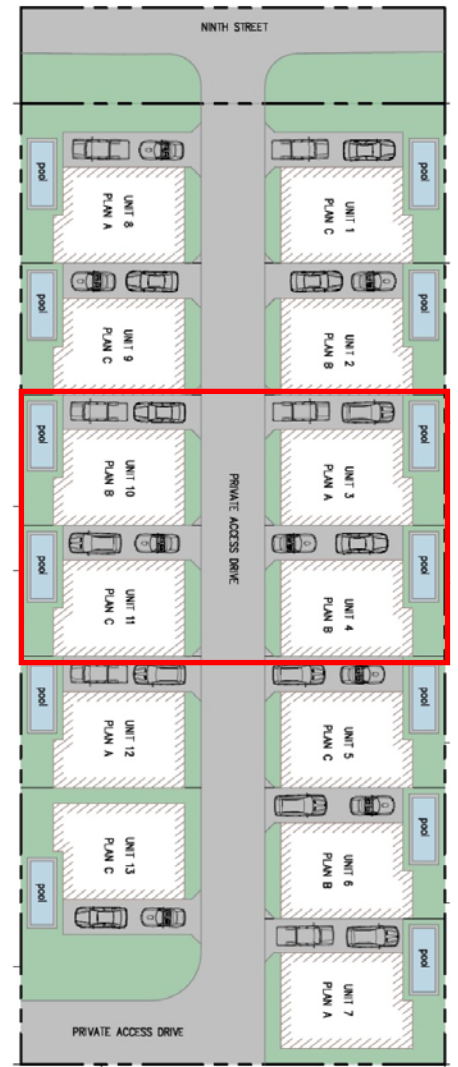 NINTH STREET
pool
UNIT 8
PLAN A
UNIT 1
PLAN C
pool
pool
UNIT 9
PLAN C
UNIT 2
PLAN B
pool
pool
UNIT 10
PLAN B
PRIVATE ACCESS DRIVE
UNIT 3
PLAN A
pool
pool
UNIT 11
PLAN C
UNIT 4
PLAN B
pool
pool
UNIT 12
PLAN A
UNIT 5
PLAN C
pool
UNIT 13
PLAN C
pool
UNIT 6
PLAN B
pool
UNIT 7
PLAN A
pool
PRIVATE ACCESS DRIVE